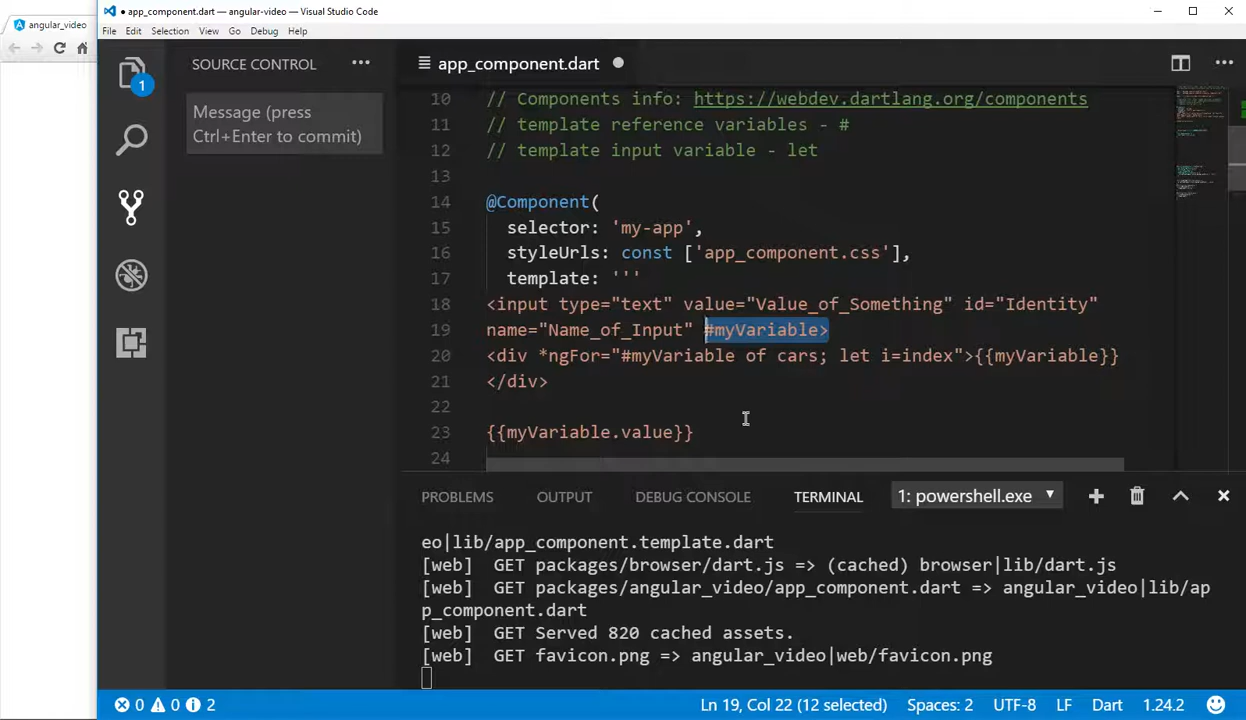 angular_video
● app_component.dart — angular-video — Visual Studio Code
File Edit Selection View Go Debug Help
SOURCE CONTROL
Message (press
Ctrl+Enter to commit)
1
app_component.dart
10 // Components info: https://webdev.dartlang.org/components
11 // template reference variables - #
12 // template input variable - let
13
14 @Component(
15 selector: 'my-app',
16 styleUrls: const ['app_component.css'],
17 template: '''
18 <input type="text" value="Value_of_Something" id="Identity"
19 name="Name_of_Input" #myVariable>
20 <div *ngFor="#myVariable of cars; let i=index">{{myVariable}}
21 </div>
22
23 {{myVariable.value}}
24
PROBLEMS OUTPUT DEBUG CONSOLE TERMINAL 1: powershell.exe
eo|lib/app_component.template.dart
[web] GET packages/browser/dart.js => (cached) browser|lib/dart.js
[web] GET packages/angular_video/app_component.dart => angular_video|lib/ap
p_component.dart
[web] GET Served 820 cached assets.
[web] GET favicon.png => angular_video|web/favicon.png
0 0 2 Ln 19, Col 22 (12 selected) Spaces: 2 UTF-8 LF Dart 1.24.2